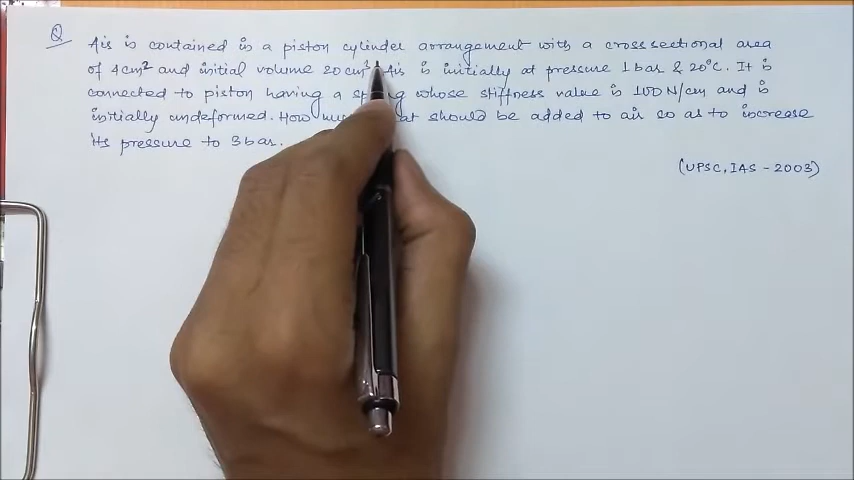 Q Air is contained in a piston cylinder arrangement with a cross sectional area
of 4 cm² and initial volume 20 cm³. Air is initially at pressure 1 bar & 20°C. It is
connected to piston having a whose stiffness value is 100 N/cm and is
initially undeformed. How should be added to air so as to increase
its pressure to 3 bar.
(UPSC, IAS - 2003)